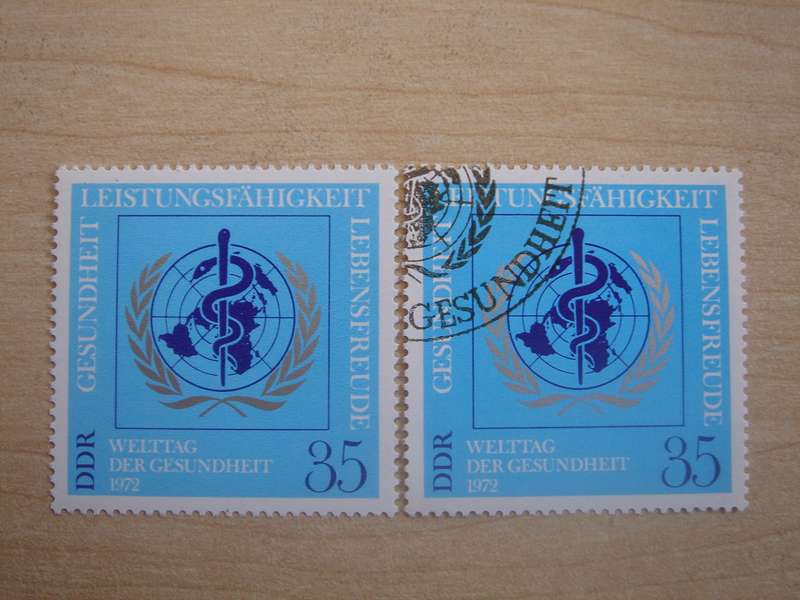 LEISTUNGSFÄHIGKEIT
GESUNDHEIT
LEBENSFREUDE
DDR
WELTTAG
DER GESUNDHEIT
1972
35
LEISTUNGSFÄHIGKEIT
GESUNDHEIT
LEBENSFREUDE
GESUNDHEIT
DDR
WELTTAG
DER GESUNDHEIT
1972
35